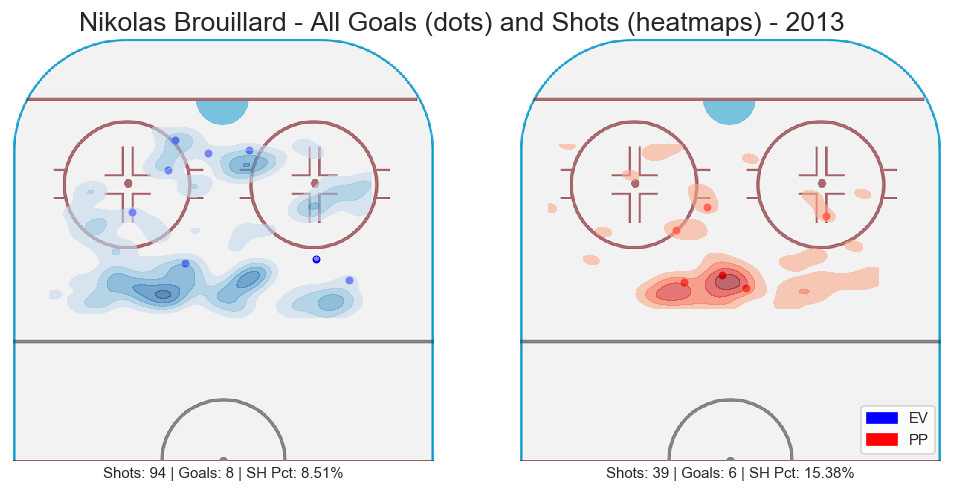 Nikolas Brouillard - All Goals (dots) and Shots (heatmaps) - 2013
EV
PP
Shots: 94 | Goals: 8 | SH Pct: 8.51%
Shots: 39 | Goals: 6 | SH Pct: 15.38%